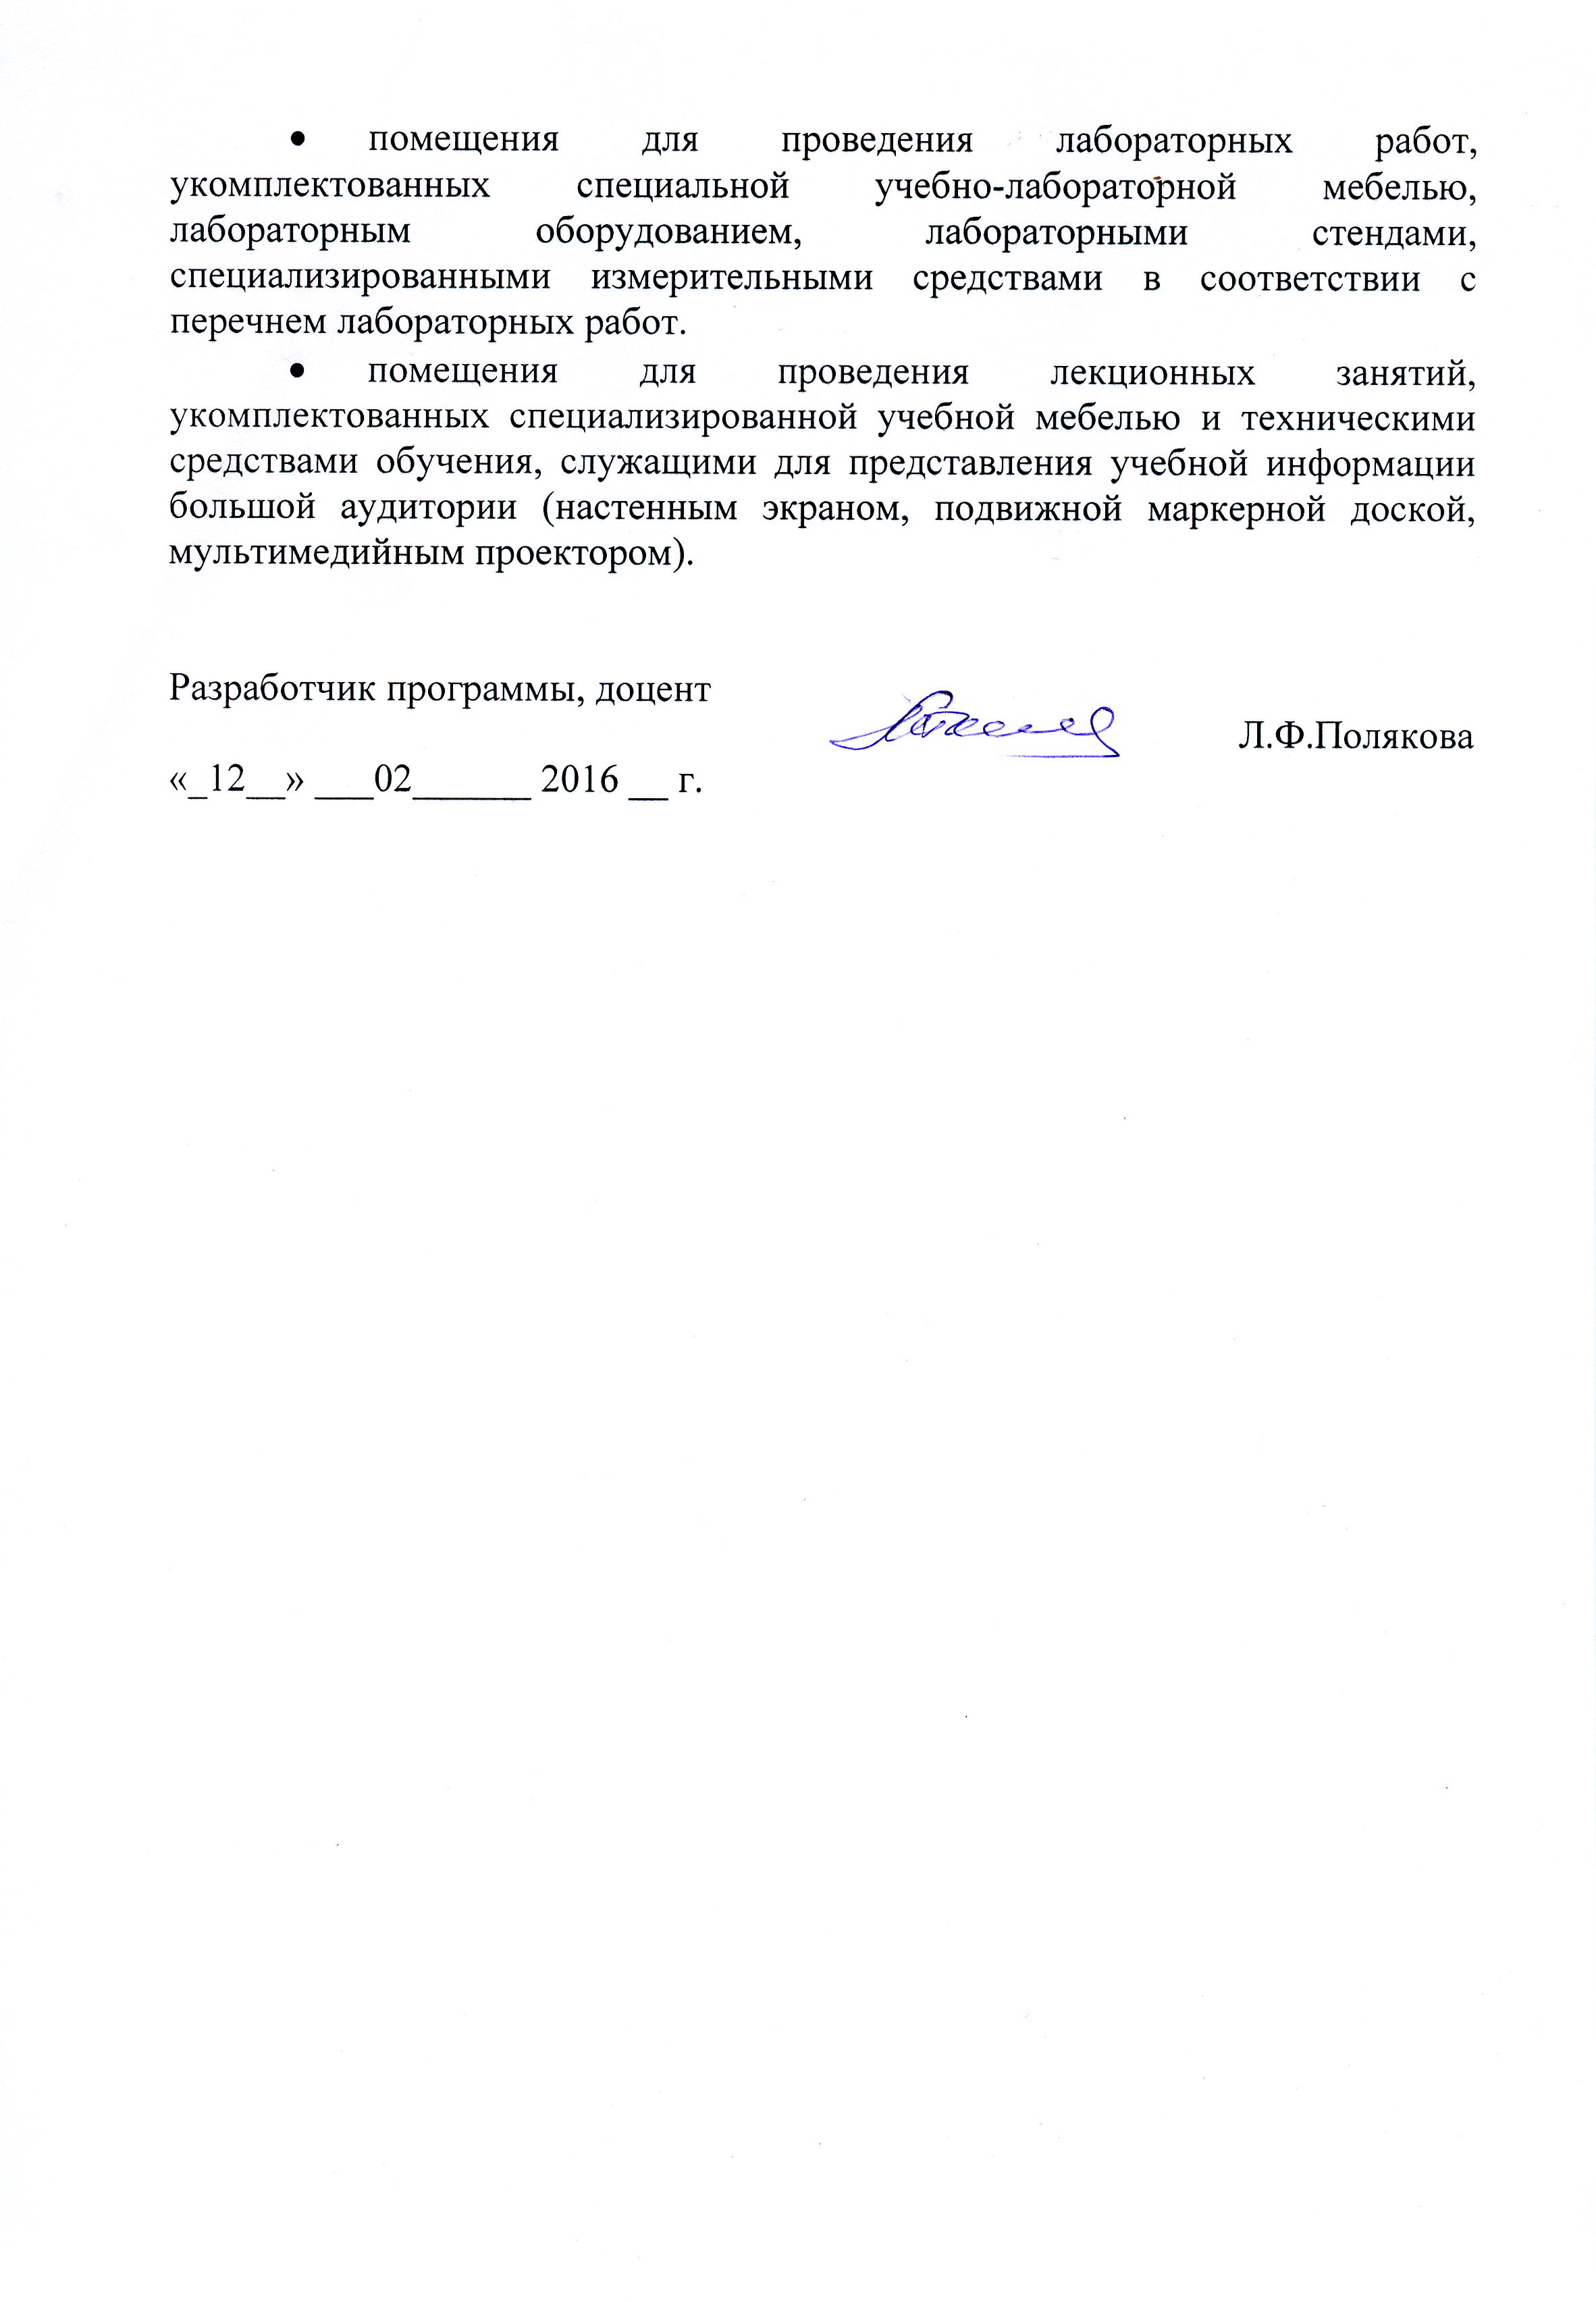 • помещения для проведения лабораторных работ,
укомплектованных специальной учебно-лабораторной мебелью,
лабораторным оборудованием, лабораторными стендами,
специализированными измерительными средствами в соответствии с
перечнем лабораторных работ.
• помещения для проведения лекционных занятий,
укомплектованных специализированной учебной мебелью и техническими
средствами обучения, служащими для представления учебной информации
большой аудитории (настенным экраном, подвижной маркерной доской,
мультимедийным проектором).
Разработчик программы, доцент
Л.Ф.Полякова
«_12__» ___02______ 2016 __ г.